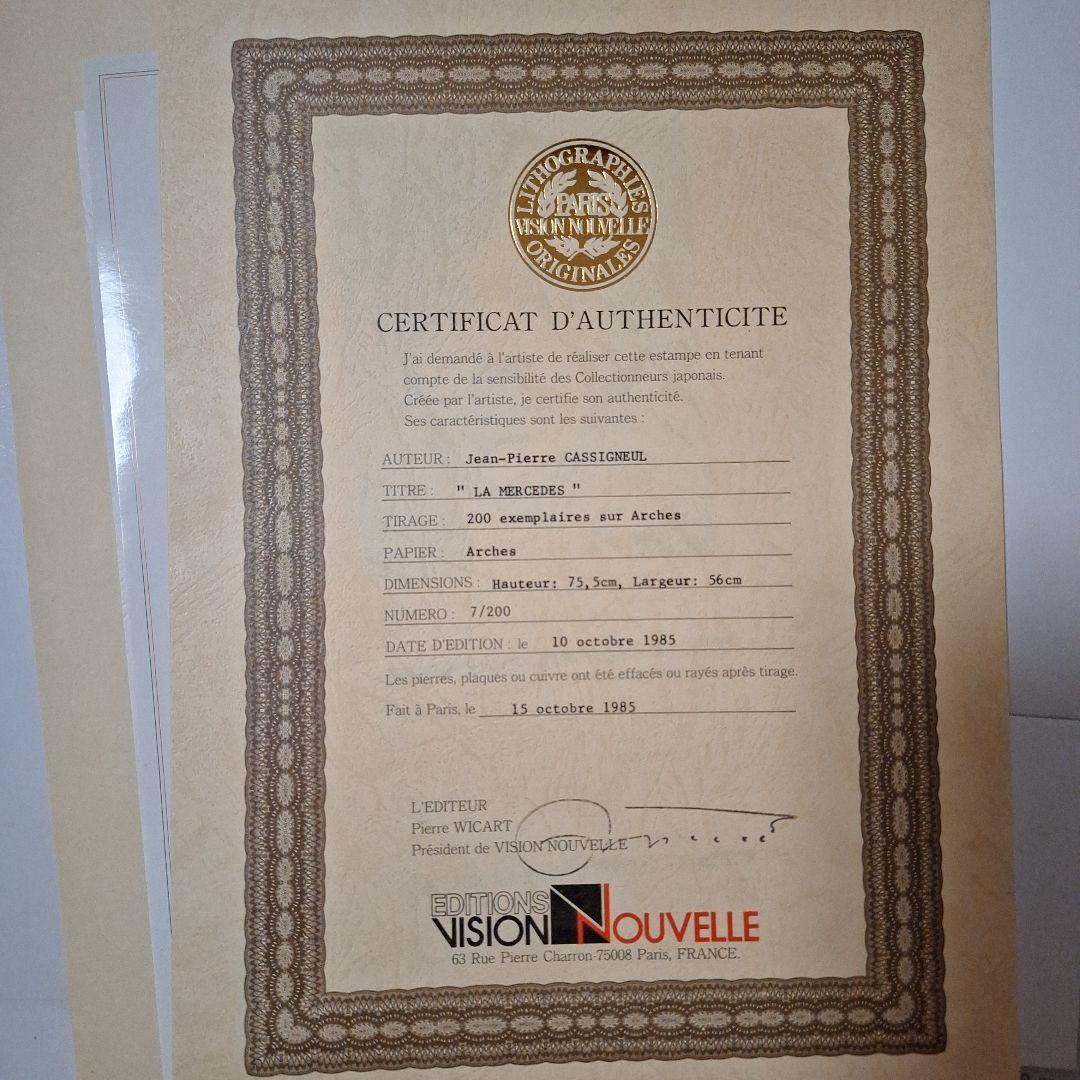 LITHOGRAPHIES
PARIS
VISION NOUVELLE
ORIGINALES
CERTIFICAT D'AUTHENTICITE
J'ai demandé à l'artiste de réaliser cette estampe en tenant
compte de la sensibilité des Collectionneurs japonais.
Créée par l'artiste, je certifie son authenticité.
Ses caractéristiques sont les suivantes :
AUTEUR : Jean-Pierre CASSIGNEUL
TITRE : " LA MERCEDES "
TIRAGE : 200 exemplaires sur Arches
PAPIER : Arches
DIMENSIONS : Hauteur: 75,5cm, Largeur: 56cm
NUMERO : 7/200
DATE D'EDITION : le 10 octobre 1985
Les pierres, plaques ou cuivre ont été effacés ou rayés après tirage.
Fait à Paris, le 15 octobre 1985
L'EDITEUR
Pierre WICART
Président de VISION NOUVELLE
EDITIONS
VISION NOUVELLE
63 Rue Pierre Charron-75008 Paris, FRANCE.